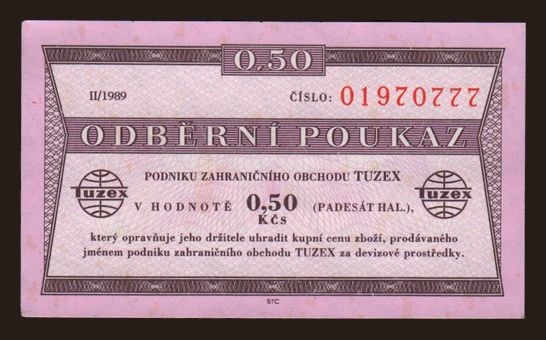 0,50
II/1989 ČÍSLO: 01970777
ODBĚRNÍ POUKAZ
PODNIKU ZAHRANIČNÍHO OBCHODU TUZEX
Tuzex V HODNOTĚ 0,50 (PADESÁT HAL.), Tuzex
KČS
který opravňuje jeho držitele uhradit kupní cenu zboží, prodávaného
jménem podniku zahraničního obchodu TUZEX za devizové prostředky.
STC